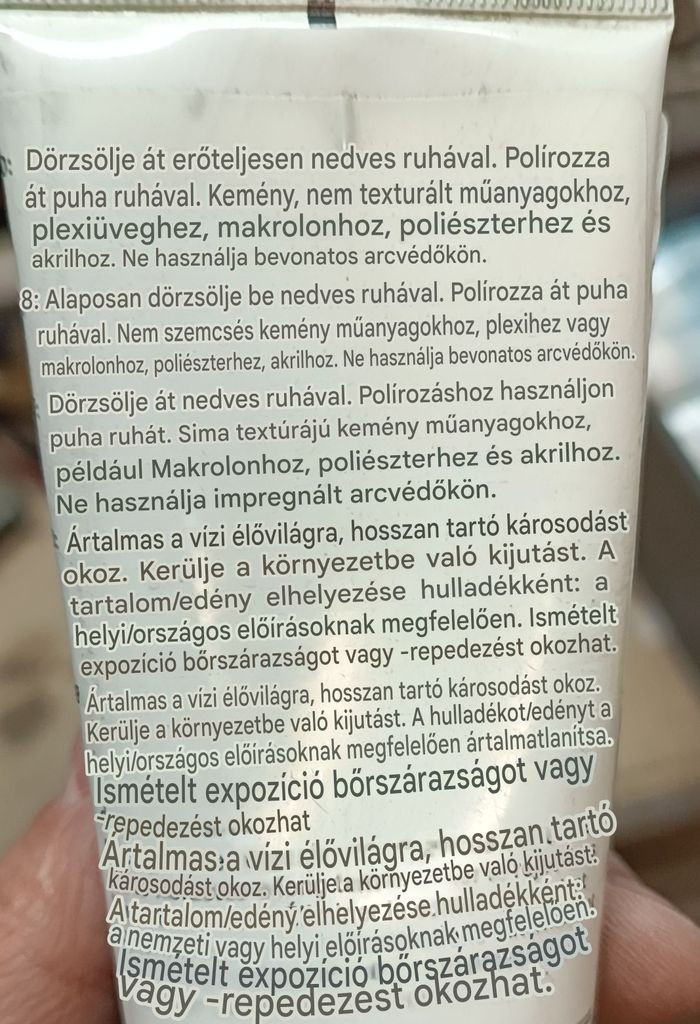 Dörzsölje át erőteljesen nedves ruhával. Polírozza
át puha ruhával. Kemény, nem texturált műanyagokhoz,
plexiüveghez, makrolonhoz, poliészterhez és
akrilhoz. Ne használja bevonatos arcvédőkön.
8: Alaposan dörzsölje be nedves ruhával. Polírozza át puha
ruhával. Nem szemcsés kemény műanyagokhoz, plexihez vagy
makrolonhoz, poliészterhez, akrilhoz. Ne használja bevonatos arcvédőkön.
Dörzsölje át nedves ruhával. Polírozáshoz használjon
puha ruhát. Sima textúrájú kemény műanyagokhoz,
például Makrolonhoz, poliészterhez és akrilhoz.
Ne használja impregnált arcvédőkön.
Ártalmas a vízi élővilágra, hosszan tartó károsodást
okoz. Kerülje a környezetbe való kijutást. A
tartalom/edény elhelyezése hulladékként: a
helyi/országos előírásoknak megfelelően. Ismételt
expozíció bőrszárazságot vagy -repedezést okozhat.
Ártalmas a vízi élővilágra, hosszan tartó károsodást okoz.
Kerülje a környezetbe való kijutást. A hulladékot/edényt a
helyi/országos előírásoknak megfelelően ártalmatlanítsa.
Ismételt expozíció bőrszárazságot vagy
-repedezést okozhat
Ártalmas a vízi élővilágra, hosszan tartó
károsodást okoz. Kerülje a környezetbe való kijutást.
A tartalom/edény elhelyezése hulladékként:
a nemzeti vagy helyi előírásoknak megfelelően.
Ismételt expozíció bőrszárazságot
vagy -repedezést okozhat.